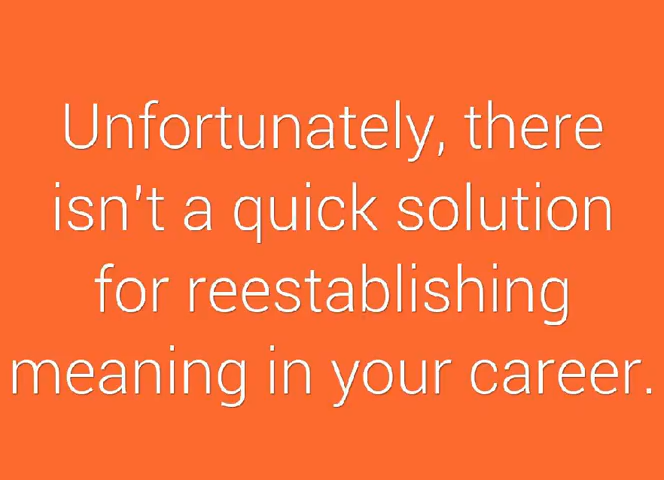 Unfortunately, there
isn't a quick solution
for reestablishing
meaning in your career.